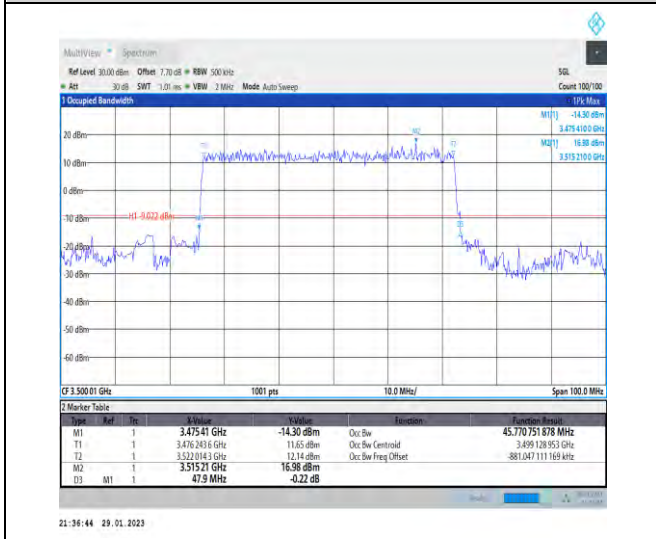 MultiView Spectrum
Ref Level 30.00 dBm Offset 7.70 dB RBW 500 kHz SGL
Att 30 dB SWT 1.01 ms VBW 2 MHz Mode Auto Sweep Count 100/100
1 Occupied Bandwidth 1Pk Max
M1[1] -14.30 dBm
3.475 410 0 GHz
M2[1] 16.98 dBm
3.515 210 0 GHz
20 dBm
10 dBm
0 dBm
-10 dBm
H1 -9.022 dBm
-20 dBm
-30 dBm
-40 dBm
-50 dBm
-60 dBm
CF 3.500 01 GHz 1001 pts 10.0 MHz/ Span 100.0 MHz
2 Marker Table
Type Ref Trc X-Value Y-Value Function Function Result
M1 1 3.475 41 GHz -14.30 dBm Occ Bw 45.770 751 878 MHz
T1 1 3.476 243 6 GHz 11.65 dBm Occ Bw Centroid 3.499 128 953 GHz
T2 1 3.522 014 3 GHz 12.14 dBm Occ Bw Freq Offset -881.047 111 169 kHz
M2 1 3.515 21 GHz 16.98 dBm
D3 M1 1 47.9 MHz -0.22 dB
21:36:44 29.01.2023